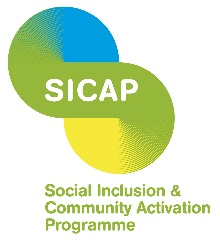 SICAP
Social Inclusion &
Community Activation
Programme